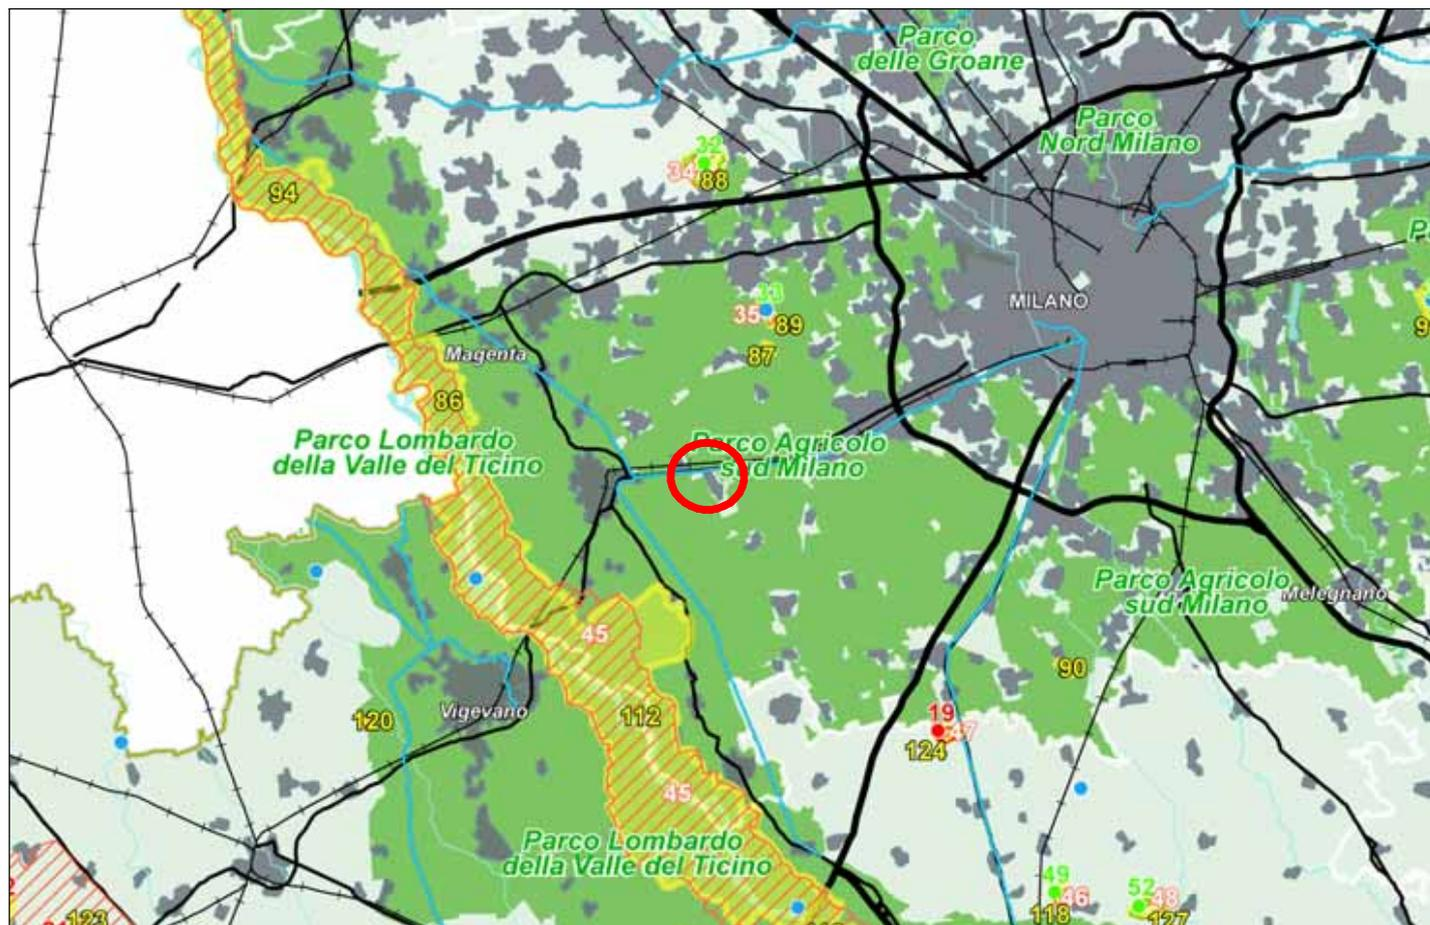 Parco
delle Groane
Parco
Nord Milano
32
34
88
94
33
35
89
87
MILANO
Magenta
86
Parco Lombardo
della Valle del Ticino
Parco Agricolo
sud Milano
Parco Agricolo
sud Milano
Melegnano
45
90
112
120
Vigevano
19
47
124
45
Parco Lombardo
della Valle del Ticino
49
46
118
52
48
127
123